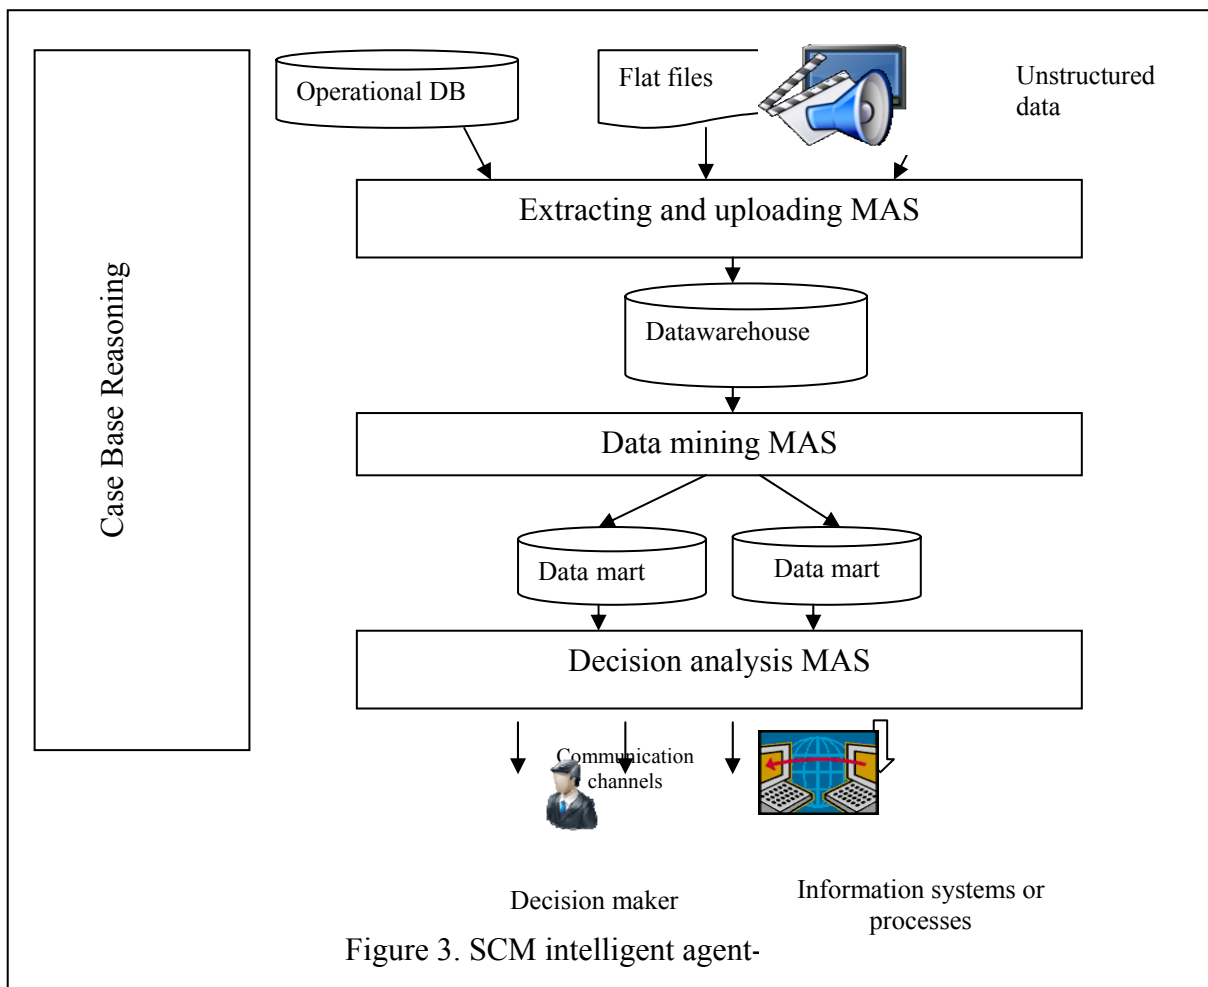 Operational DB
Flat files
Unstructured
data
Extracting and uploading MAS
Case Base Reasoning
Datawarehouse
Data mining MAS
Data mart
Data mart
Decision analysis MAS
Communication
channels
Decision maker
Information systems or
processes
Figure 3. SCM intelligent agent-